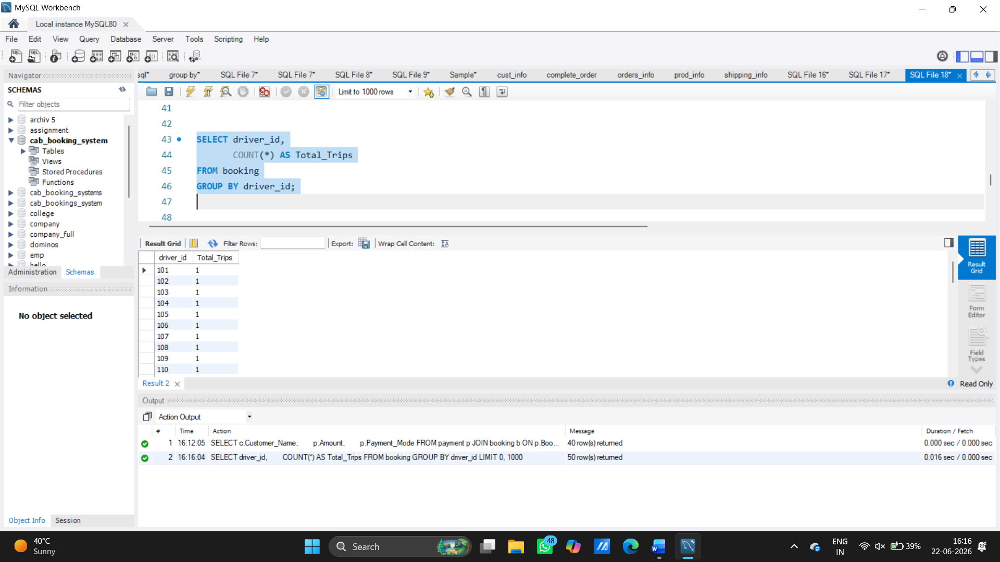 MySQL Workbench
Local instance MySQL80
File Edit View Query Database Server Tools Scripting Help
Navigator
SCHEMAS
Filter objects
archiv 5
assignment
cab_booking_system
Tables
Views
Stored Procedures
Functions
cab_booking_systems
cab_bookings_system
college
company
company_full
dominos
emp
hello
Administration Schemas
Information
No object selected
Object Info Session
sql* group by* SQL File 7* SQL File 7* SQL File 8* SQL File 9* Sample* cust_info complete_order orders_info prod_info shipping_info SQL File 16* SQL File 17* SQL File 18*
Limit to 1000 rows
41
42
43 SELECT driver_id,
44 COUNT(*) AS Total_Trips
45 FROM booking
46 GROUP BY driver_id;
47
48
Result Grid Filter Rows: Export: Wrap Cell Content:
driver_id Total_Trips
101 1
102 1
103 1
104 1
105 1
106 1
107 1
108 1
109 1
110 1
Result Grid
Form Editor
Field Types
Result 2 Read Only
Output
Action Output
# Time Action Message Duration / Fetch
1 16:12:05 SELECT c.Customer_Name, p.Amount, p.Payment_Mode FROM payment p JOIN booking b ON p.Boo... 40 row(s) returned 0.000 sec / 0.000 sec
2 16:16:04 SELECT driver_id, COUNT(*) AS Total_Trips FROM booking GROUP BY driver_id LIMIT 0, 1000 50 row(s) returned 0.016 sec / 0.000 sec
40°C
Sunny
Search
48
ENG
IN
39%
16:16
22-06-2026